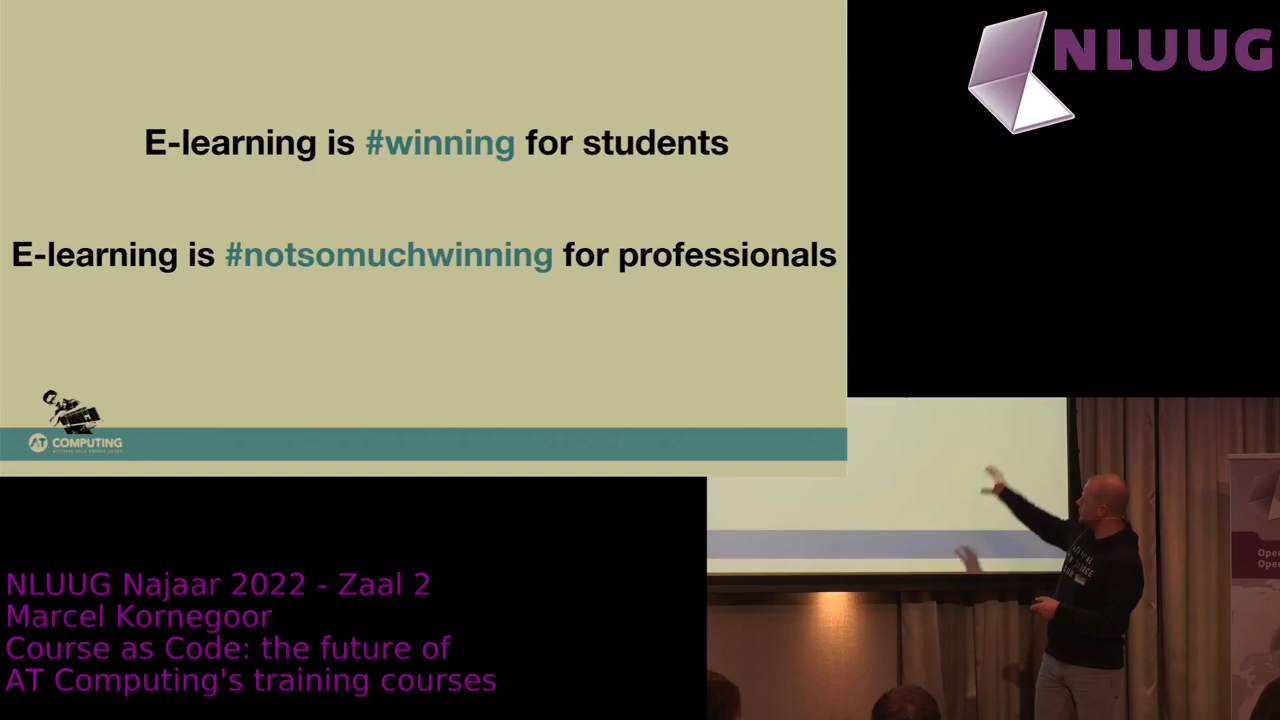 NLUUG
E-learning is #winning for students
E-learning is #notsomuchwinning for professionals
AT COMPUTING
NLUUG Najaar 2022 - Zaal 2
Marcel Kornegoor
Course as Code: the future of
AT Computing's training courses